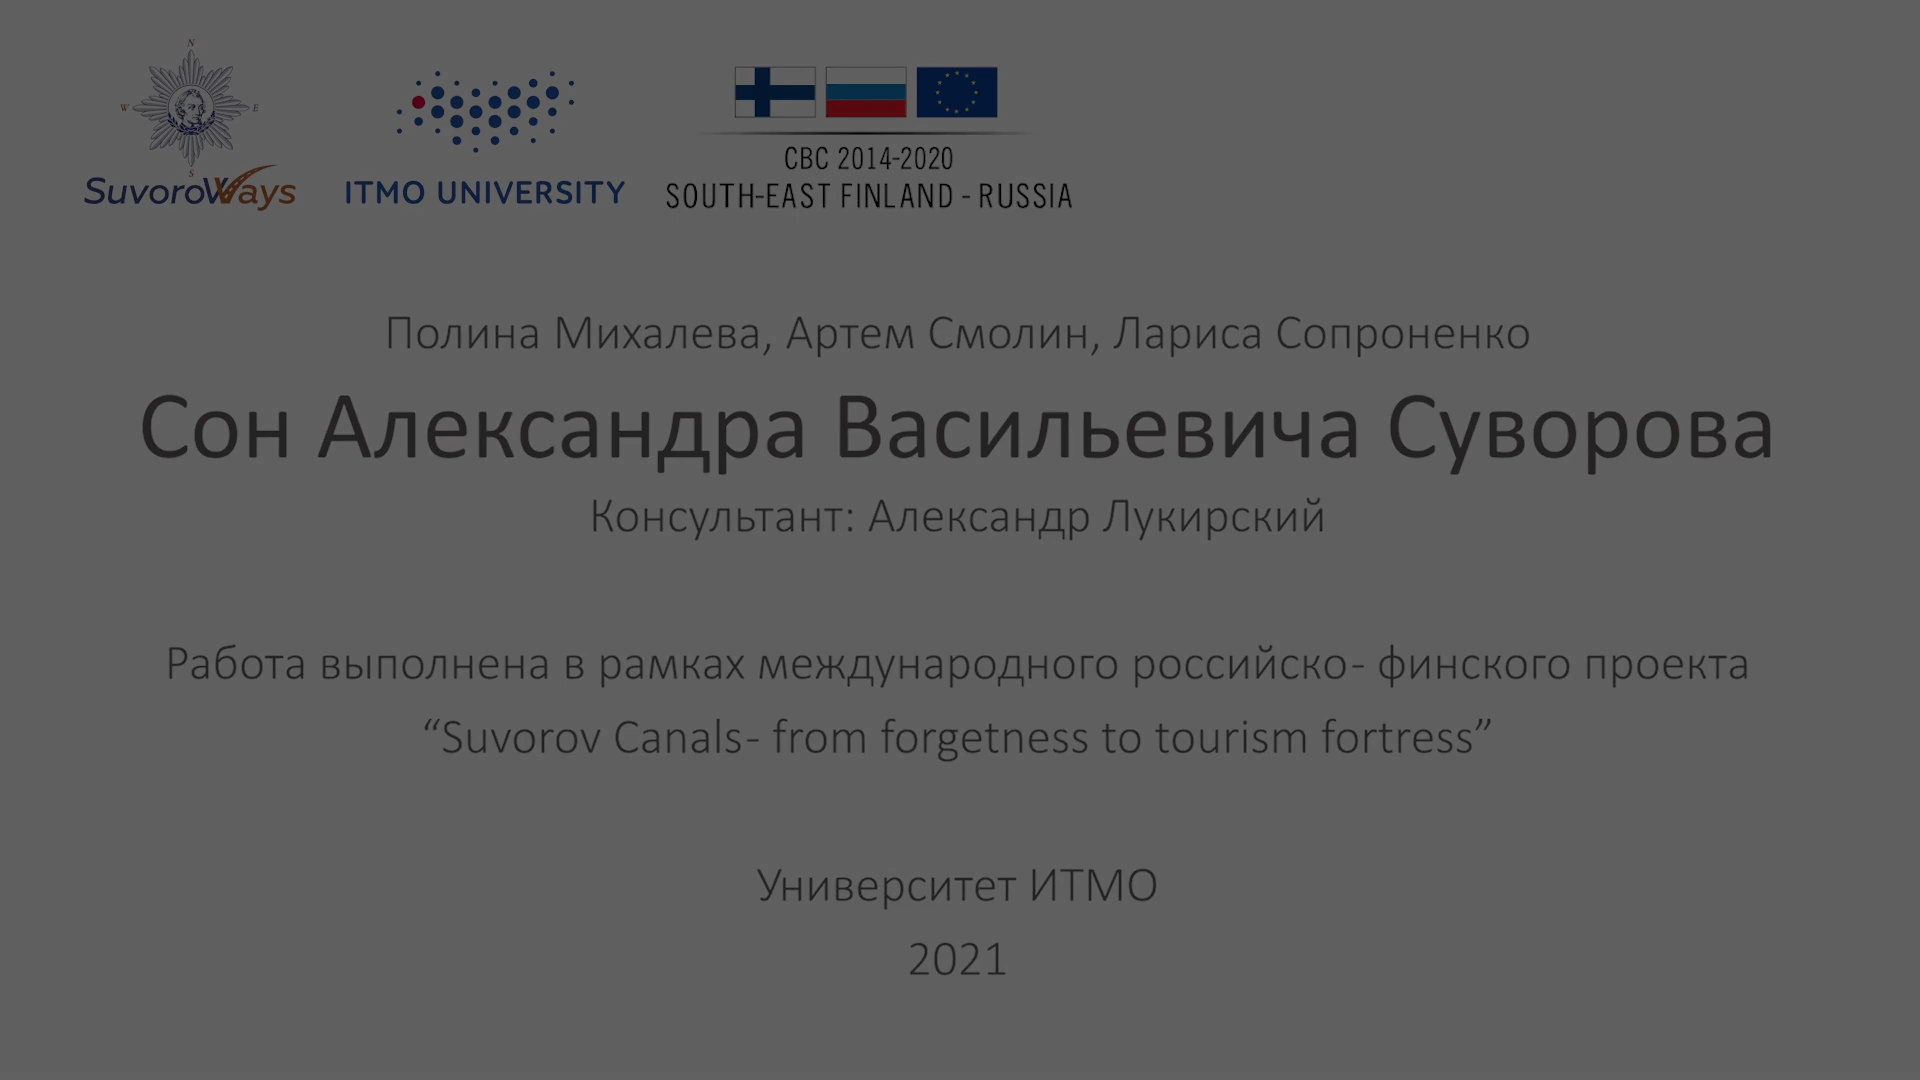 N
W
E
S
SuvoroWays
ITMO UNIVERSITY
CBC 2014-2020
SOUTH-EAST FINLAND - RUSSIA
Полина Михалева, Артем Смолин, Лариса Сопроненко
Сон Александра Васильевича Суворова
Консультант: Александр Лукирский
Работа выполнена в рамках международного российско- финского проекта
“Suvorov Canals- from forgetness to tourism fortress”
Университет ИТМО
2021